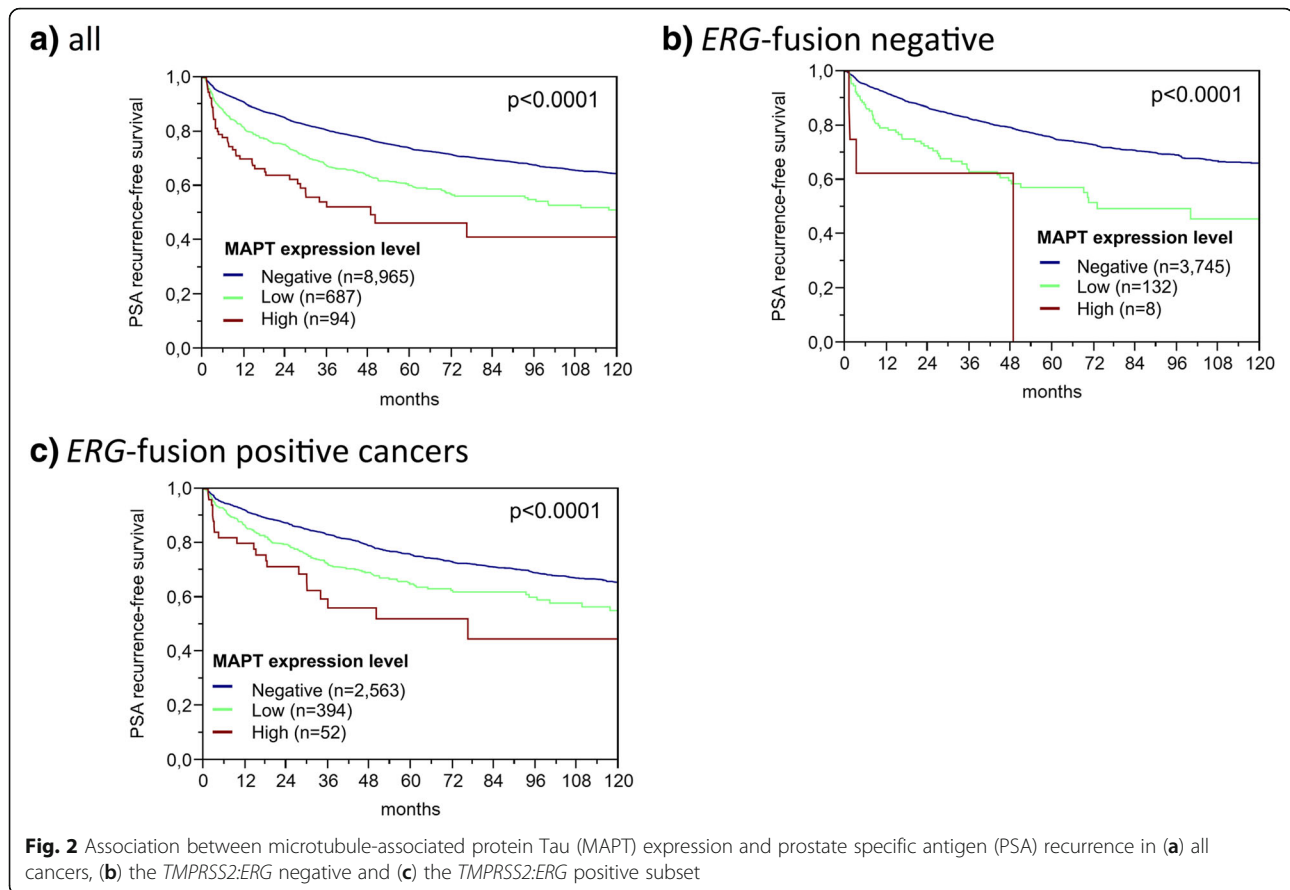 a) all
PSA recurrence-free survival
1,0
0,8
0,6
0,4
0,2
0,0
p<0.0001
MAPT expression level
Negative (n=8,965)
Low (n=687)
High (n=94)
0 12 24 36 48 60 72 84 96 108 120
months
b) ERG-fusion negative
PSA recurrence-free survival
1,0
0,8
0,6
0,4
0,2
0,0
p<0.0001
MAPT expression level
Negative (n=3,745)
Low (n=132)
High (n=8)
0 12 24 36 48 60 72 84 96 108 120
months
c) ERG-fusion positive cancers
PSA recurrence-free survival
1,0
0,8
0,6
0,4
0,2
0,0
p<0.0001
MAPT expression level
Negative (n=2,563)
Low (n=394)
High (n=52)
0 12 24 36 48 60 72 84 96 108 120
months
Fig. 2 Association between microtubule-associated protein Tau (MAPT) expression and prostate specific antigen (PSA) recurrence in (a) all
cancers, (b) the TMPRSS2:ERG negative and (c) the TMPRSS2:ERG positive subset